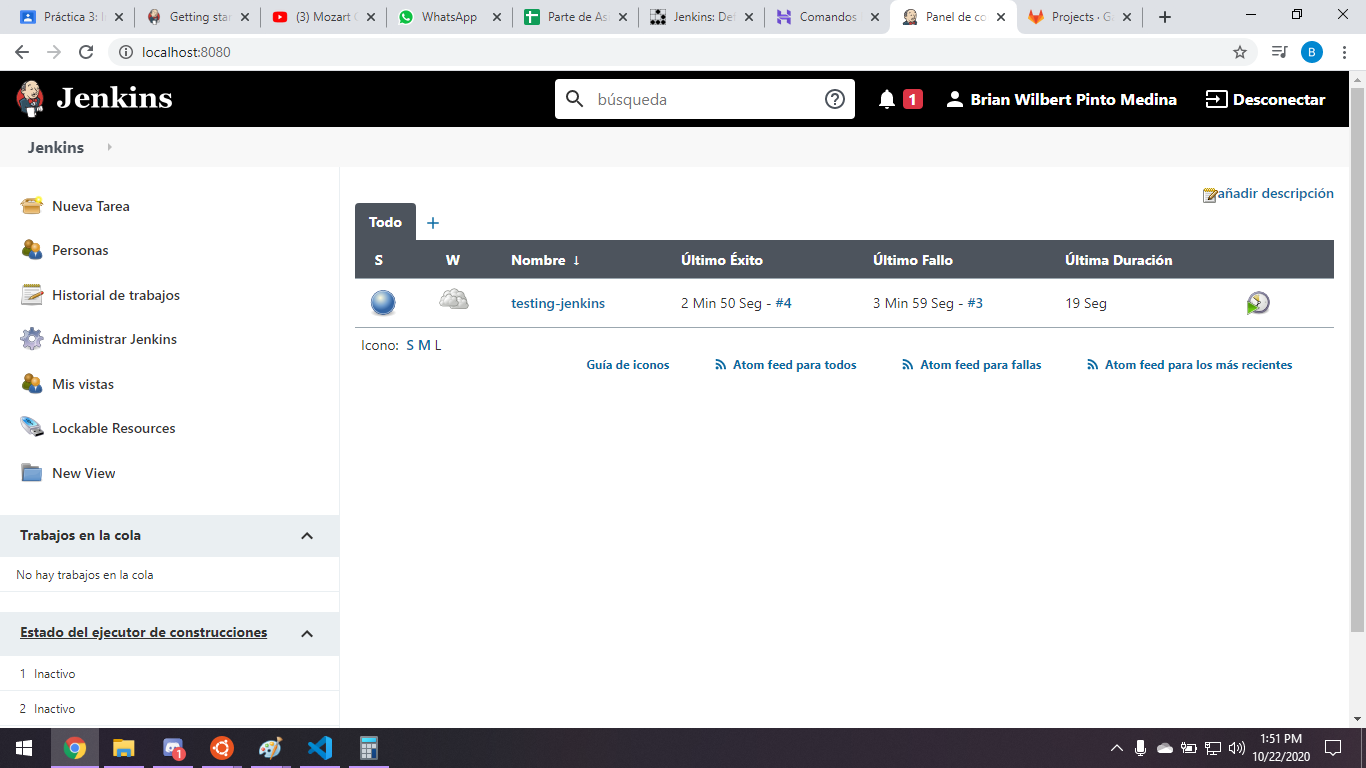 Práctica 3: I
Getting star
(3) Mozart
WhatsApp
Parte de As
Jenkins: De
Comandos
Panel de co
Projects · G
localhost:8080
B
Jenkins
búsqueda
1
Brian Wilbert Pinto Medina
Desconectar
Jenkins
Nueva Tarea
Personas
Historial de trabajos
Administrar Jenkins
Mis vistas
Lockable Resources
New View
Trabajos en la cola
No hay trabajos en la cola
Estado del ejecutor de construcciones
1 Inactivo
2 Inactivo
añadir descripción
Todo +
S W Nombre ↓ Último Éxito Último Fallo Última Duración
testing-jenkins 2 Min 50 Seg - #4 3 Min 59 Seg - #3 19 Seg
Icono: S M L
Guía de iconos Atom feed para todos Atom feed para fallas Atom feed para los más recientes
1
1:51 PM
10/22/2020